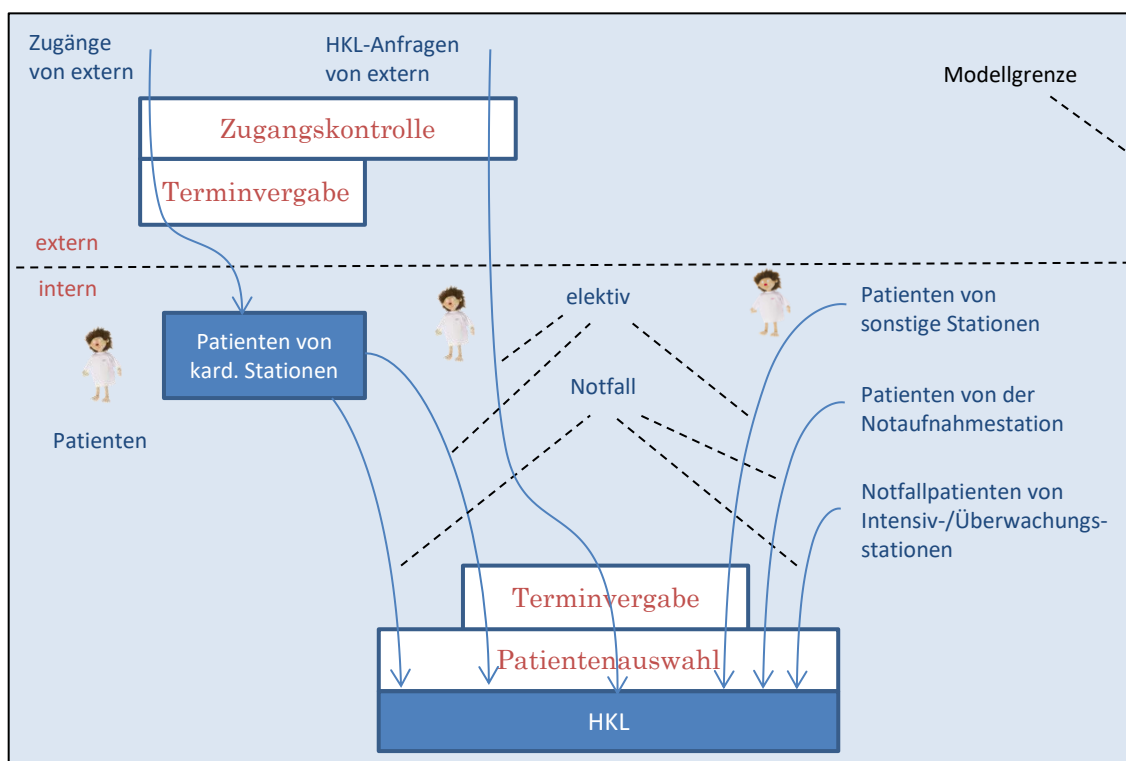 Zugänge
von extern
HKL-Anfragen
von extern
Modellgrenze
Zugangskontrolle
Terminvergabe
extern
intern
elektiv
Patienten von
sonstige Stationen
Patienten von
kard. Stationen
Notfall
Patienten von der
Notaufnahmestation
Patienten
Notfallpatienten von
Intensiv-/Überwachungs-
stationen
Terminvergabe
Patientenauswahl
HKL